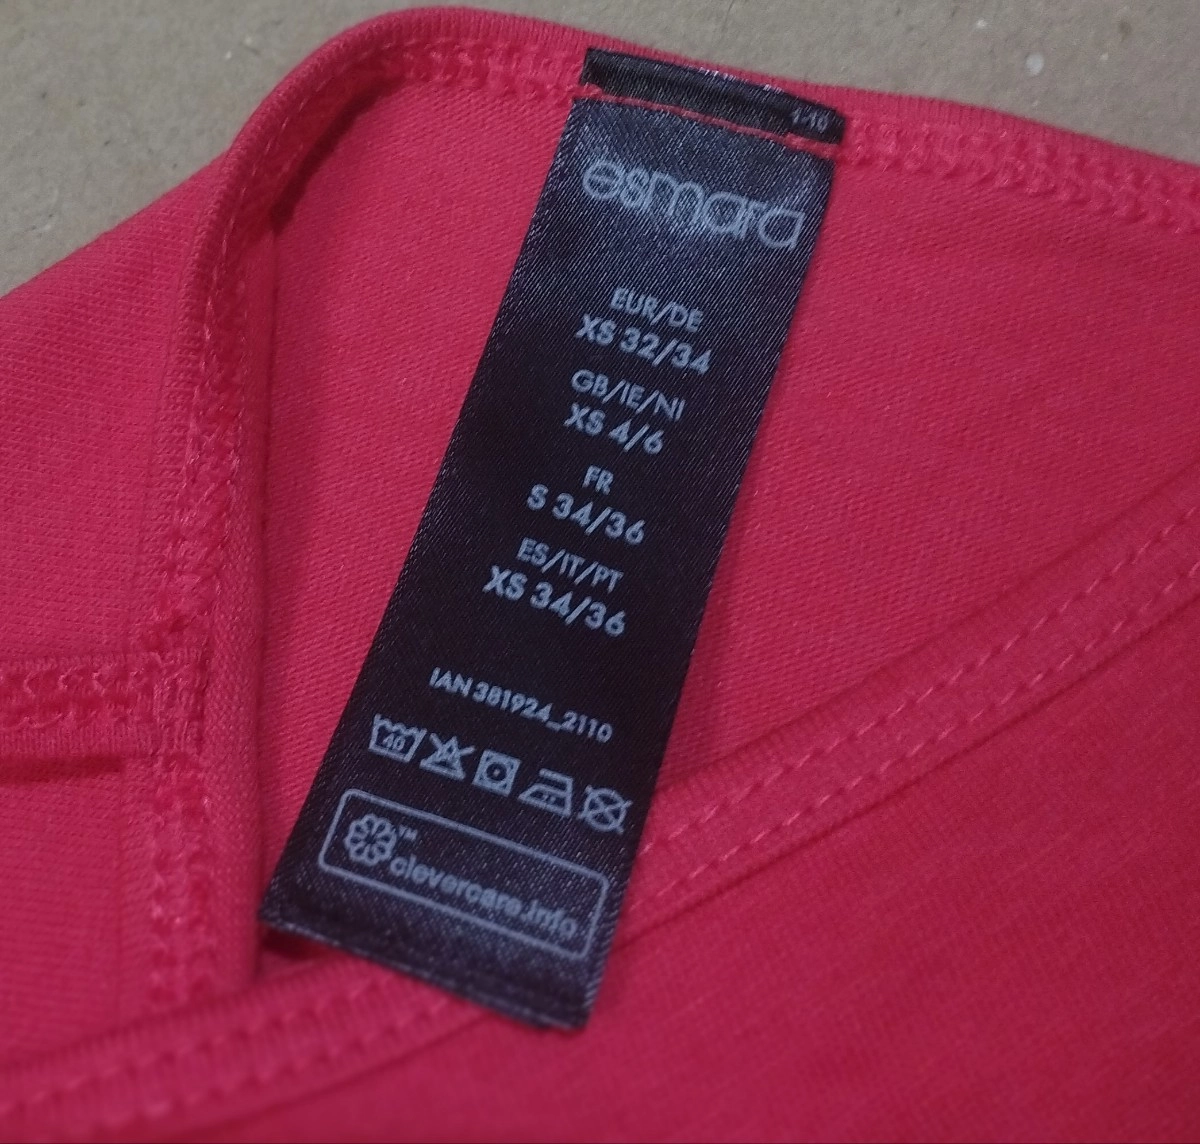 esmara
EUR/DE
XS 32/34
GB/IE/NI
XS 4/6
FR
S 34/36
ES/IT/PT
XS 34/36
IAN 381924_2110
40
™
clevercare.info